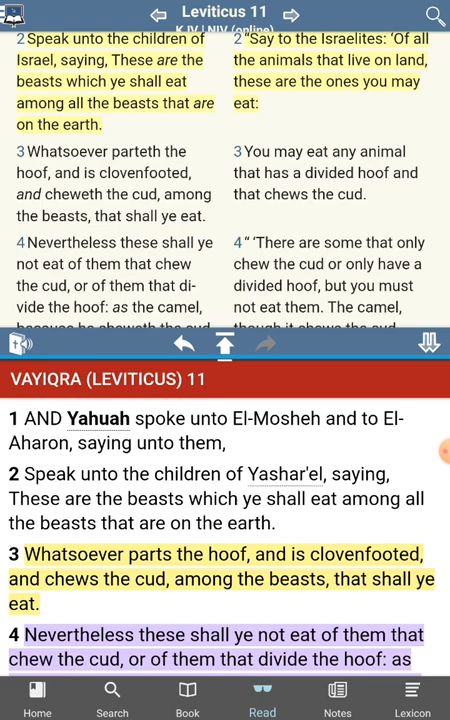 Leviticus 11
KJV | NIV (online)
2 Speak unto the children of
Israel, saying, These are the
beasts which ye shall eat
among all the beasts that are
on the earth.
3 Whatsoever parteth the
hoof, and is clovenfooted,
and cheweth the cud, among
the beasts, that shall ye eat.
4 Nevertheless these shall ye
not eat of them that chew
the cud, or of them that di-
vide the hoof: as the camel,
because he cheweth the cud
2 “Say to the Israelites: ‘Of all
the animals that live on land,
these are the ones you may
eat:
3 You may eat any animal
that has a divided hoof and
that chews the cud.
4 “ ‘There are some that only
chew the cud or only have a
divided hoof, but you must
not eat them. The camel,
though it chews the cud
VAYIQRA (LEVITICUS) 11
1 AND Yahuah spoke unto El-Mosheh and to El-
Aharon, saying unto them,
2 Speak unto the children of Yashar'el, saying,
These are the beasts which ye shall eat among all
the beasts that are on the earth.
3 Whatsoever parts the hoof, and is clovenfooted,
and chews the cud, among the beasts, that shall ye
eat.
4 Nevertheless these shall ye not eat of them that
chew the cud, or of them that divide the hoof: as
Home
Search
Book
Read
Notes
Lexicon